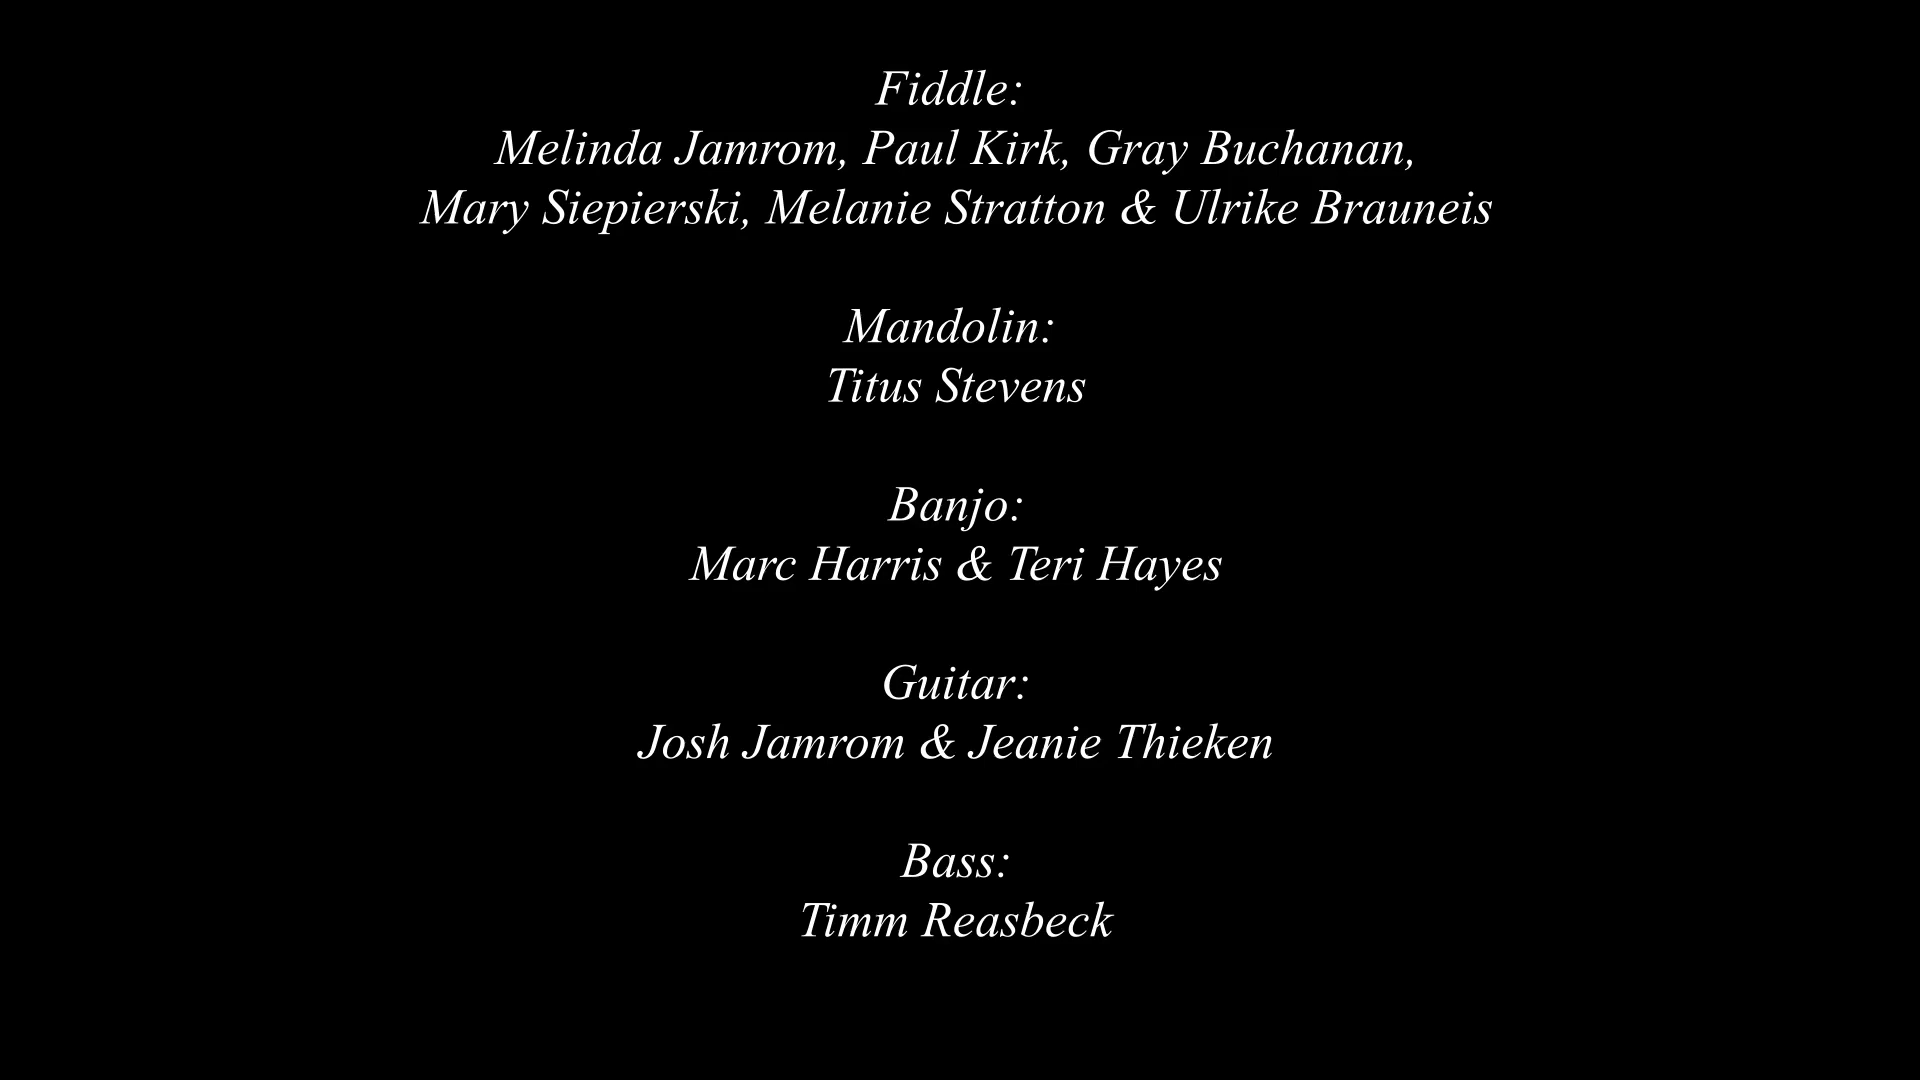 Fiddle:
Melinda Jamrom, Paul Kirk, Gray Buchanan,
Mary Siepierski, Melanie Stratton & Ulrike Brauneis
Mandolin:
Titus Stevens
Banjo:
Marc Harris & Teri Hayes
Guitar:
Josh Jamrom & Jeanie Thieken
Bass:
Timm Reasbeck